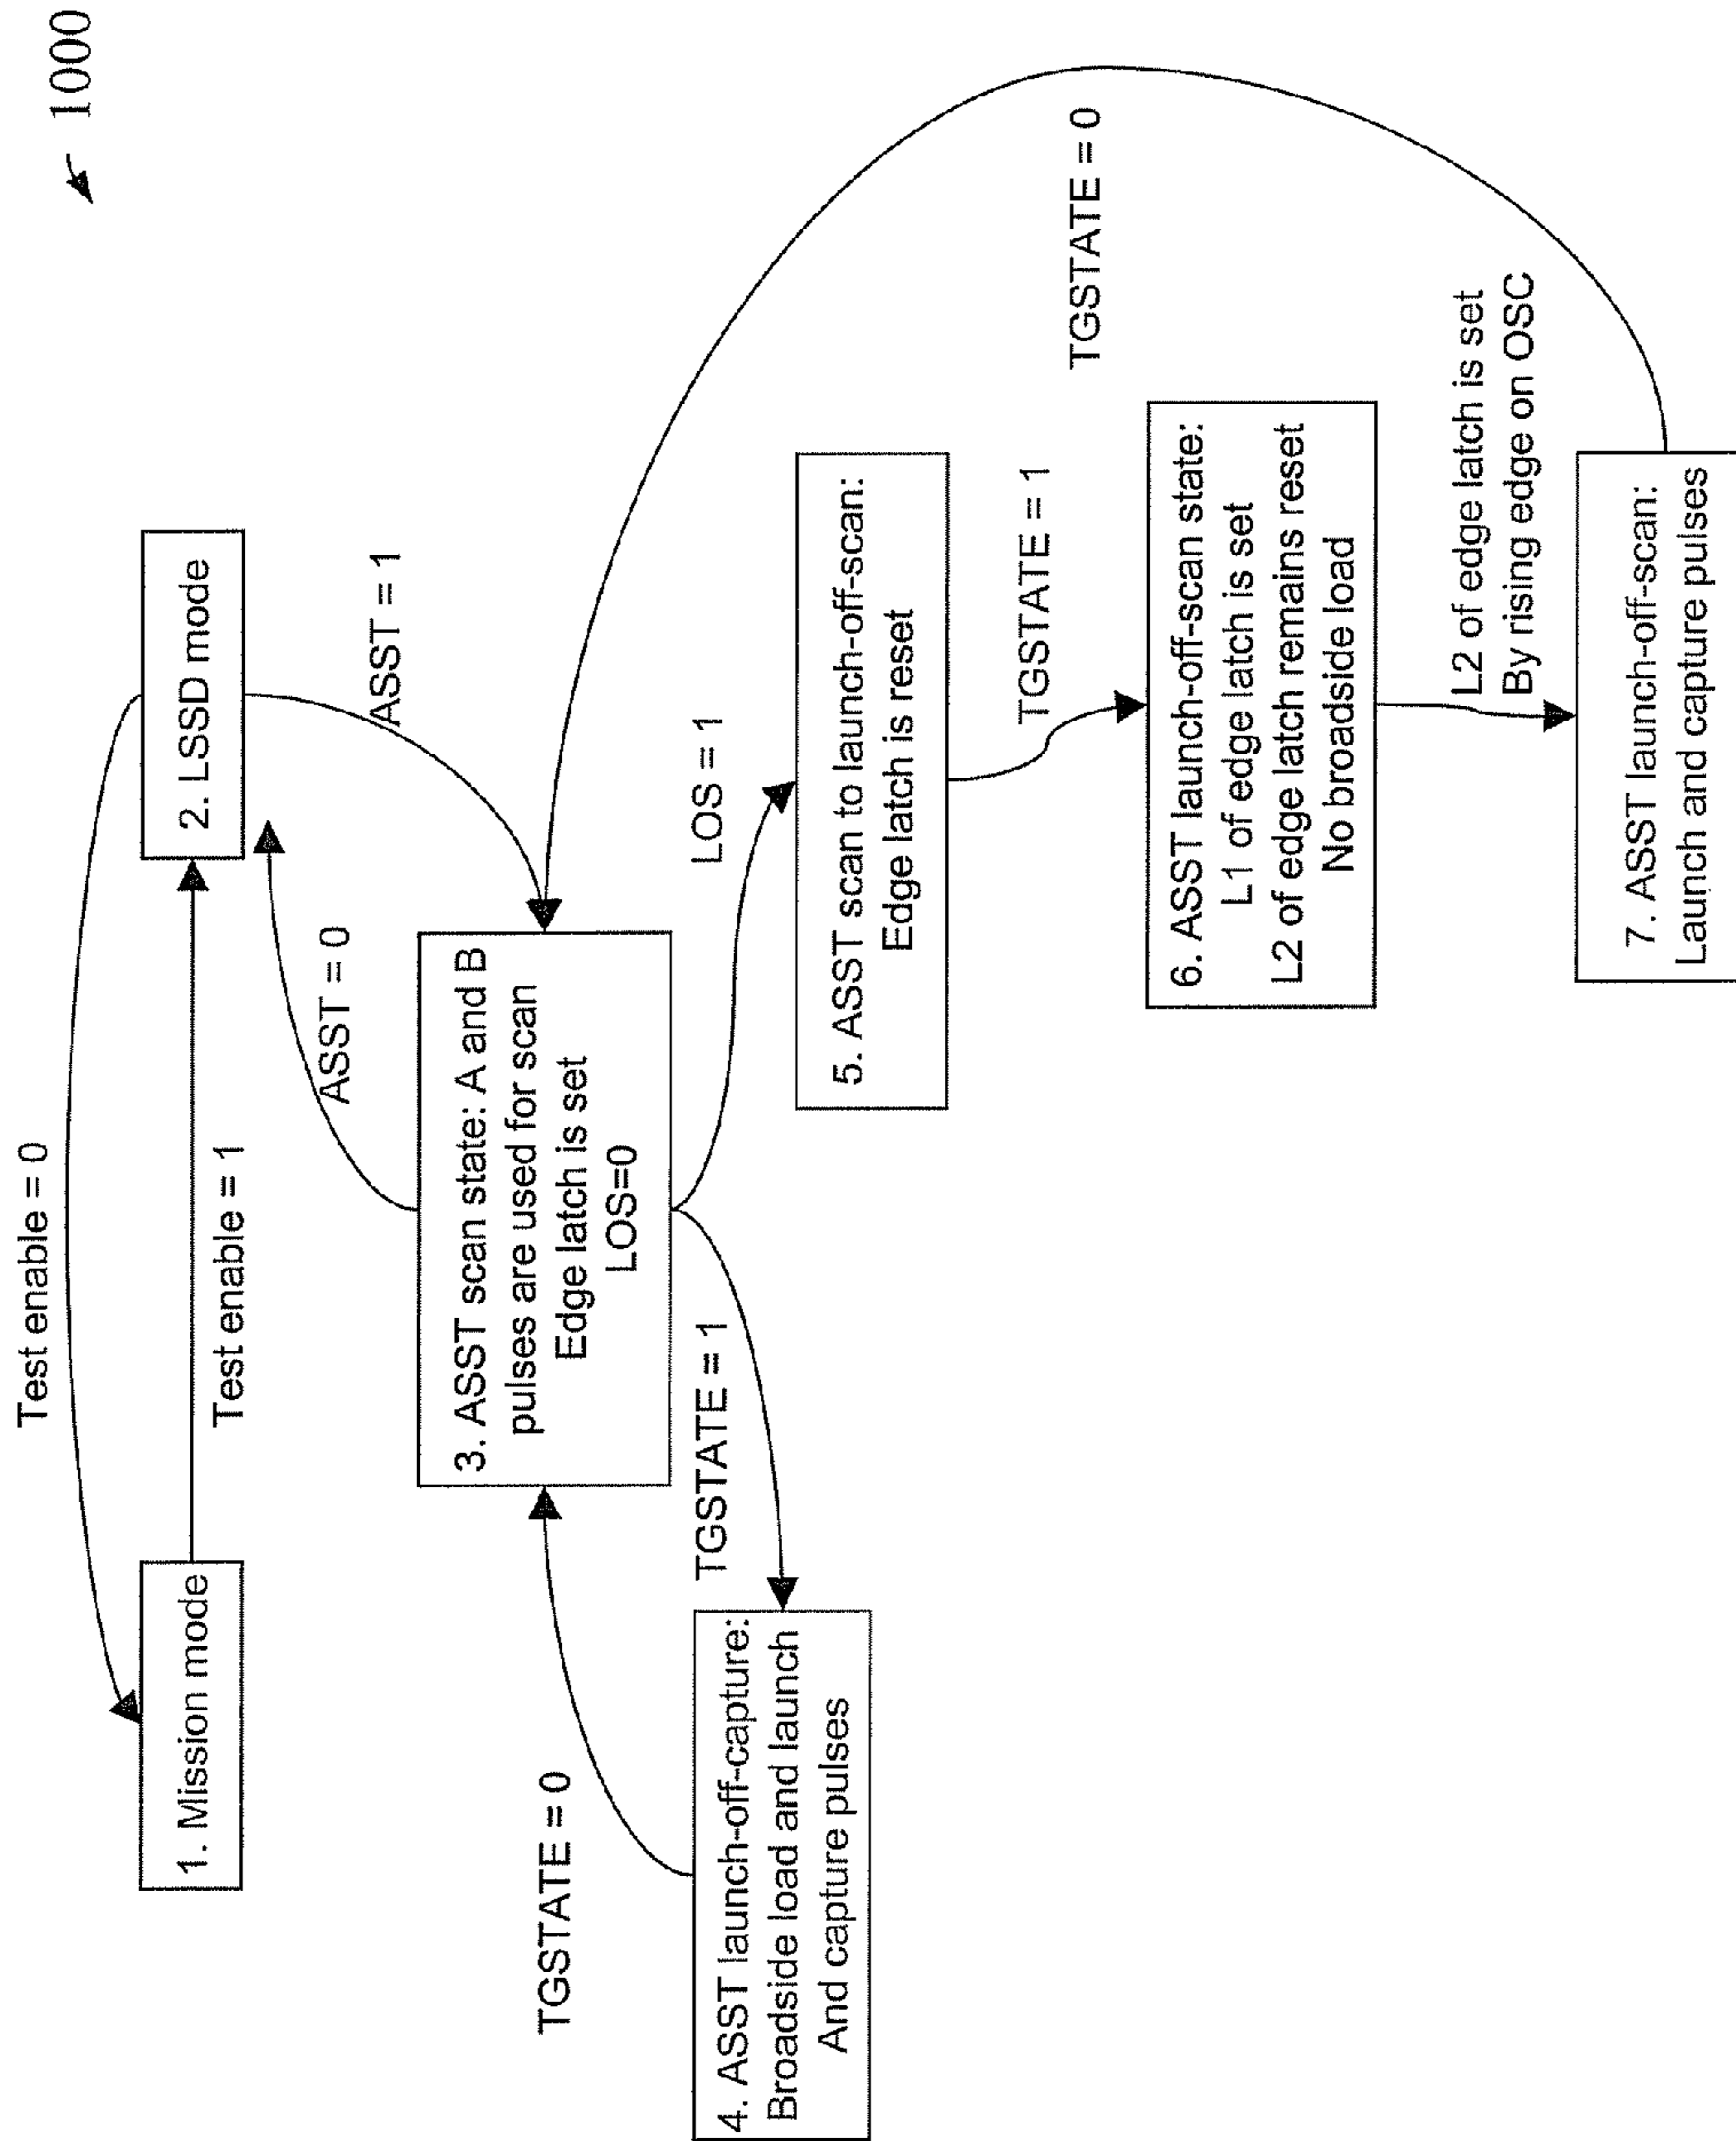 1000
Test enable = 0
1. Mission mode
Test enable = 1
2. LSSD mode
ASST = 0
ASST = 1
3. ASST scan state: A and B
pulses are used for scan
Edge latch is set
LOS=0
TGSTATE = 0
TGSTATE = 1
LOS = 1
4. ASST launch-off-capture:
Broadside load and launch
And capture pulses
5. ASST scan to launch-off-scan:
Edge latch is reset
TGSTATE = 1
TGSTATE = 0
6. ASST launch-off-scan state:
L1 of edge latch is set
L2 of edge latch remains reset
No broadside load
L2 of edge latch is set
By rising edge on OSC
7. ASST launch-off-scan:
Launch and capture pulses